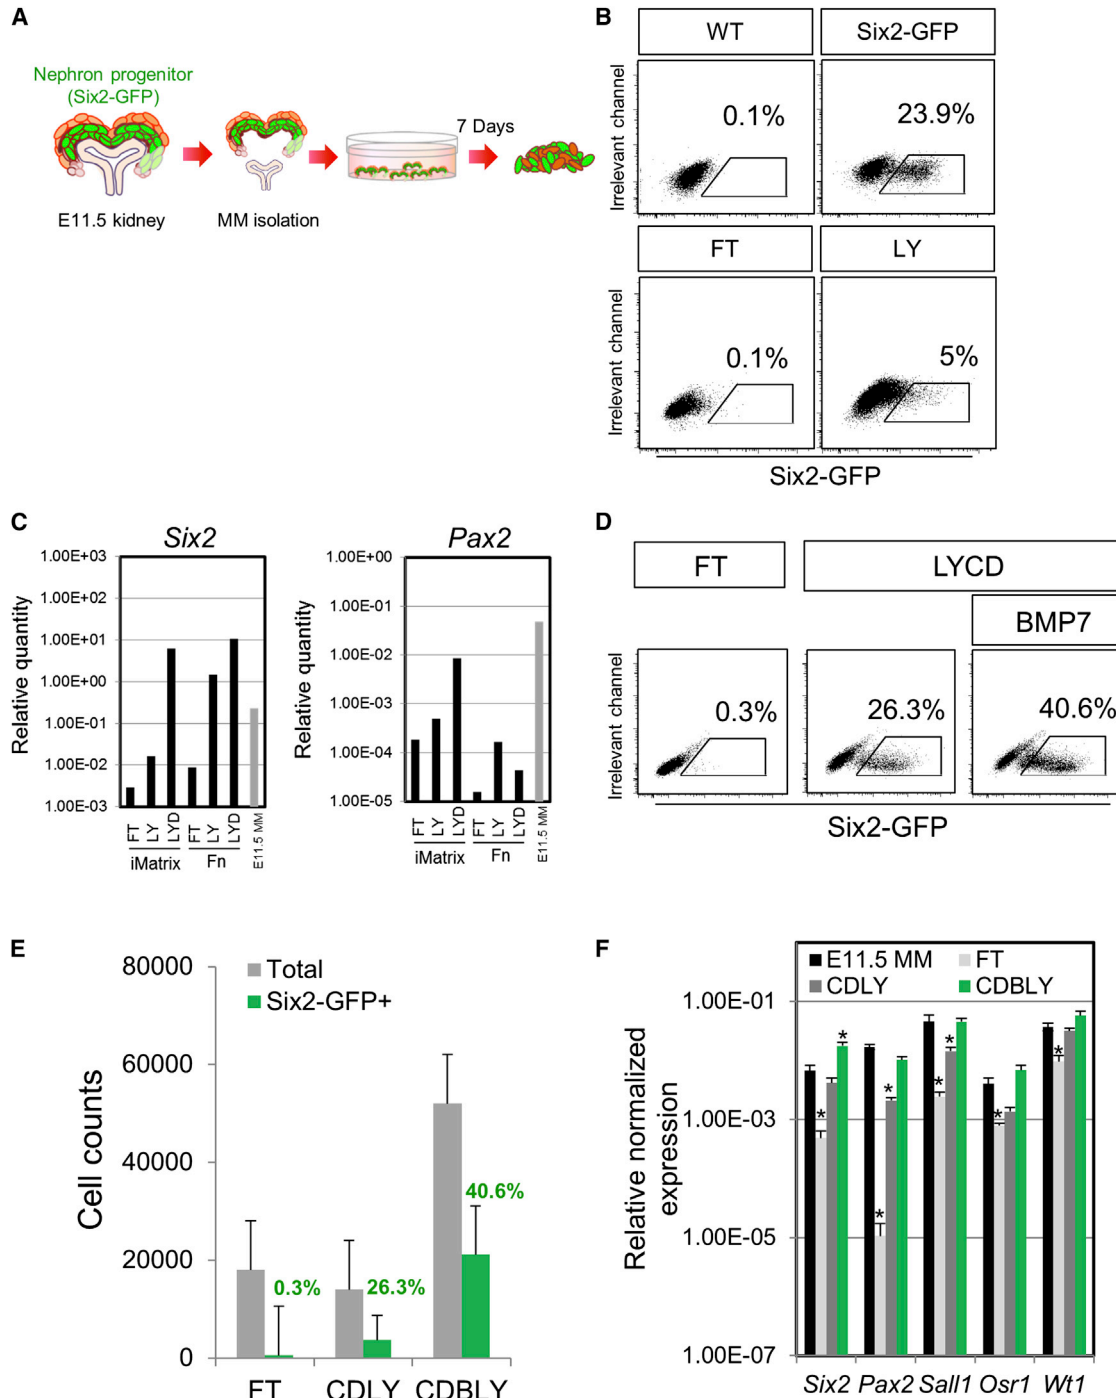 A
Nephron progenitor
(Six2-GFP)
7 Days
E11.5 kidney
MM isolation
B
WT
Six2-GFP
Irrelevant channel
0.1%
23.9%
FT
LY
Irrelevant channel
0.1%
5%
Six2-GFP
C
Six2
Relative quantity
1.00E+03
1.00E+02
1.00E+01
1.00E+00
1.00E-01
1.00E-02
1.00E-03
FT
LY
LYD
FT
LY
LYD
E11.5 MM
iMatrix
Fn
Pax2
Relative quantity
1.00E+00
1.00E-01
1.00E-02
1.00E-03
1.00E-04
1.00E-05
FT
LY
LYD
FT
LY
LYD
E11.5 MM
iMatrix
Fn
D
FT
LYCD
BMP7
Irrelevant channel
0.3%
26.3%
40.6%
Six2-GFP
E
Cell counts
80000
60000
40000
20000
0
Total
Six2-GFP+
0.3%
26.3%
40.6%
FT
CDLY
CDBLY
F
Relative normalized
expression
1.00E-01
1.00E-03
1.00E-05
1.00E-07
E11.5 MM
FT
CDLY
CDBLY
*
*
*
*
*
*
*
*
Six2
Pax2
Sall1
Osr1
Wt1